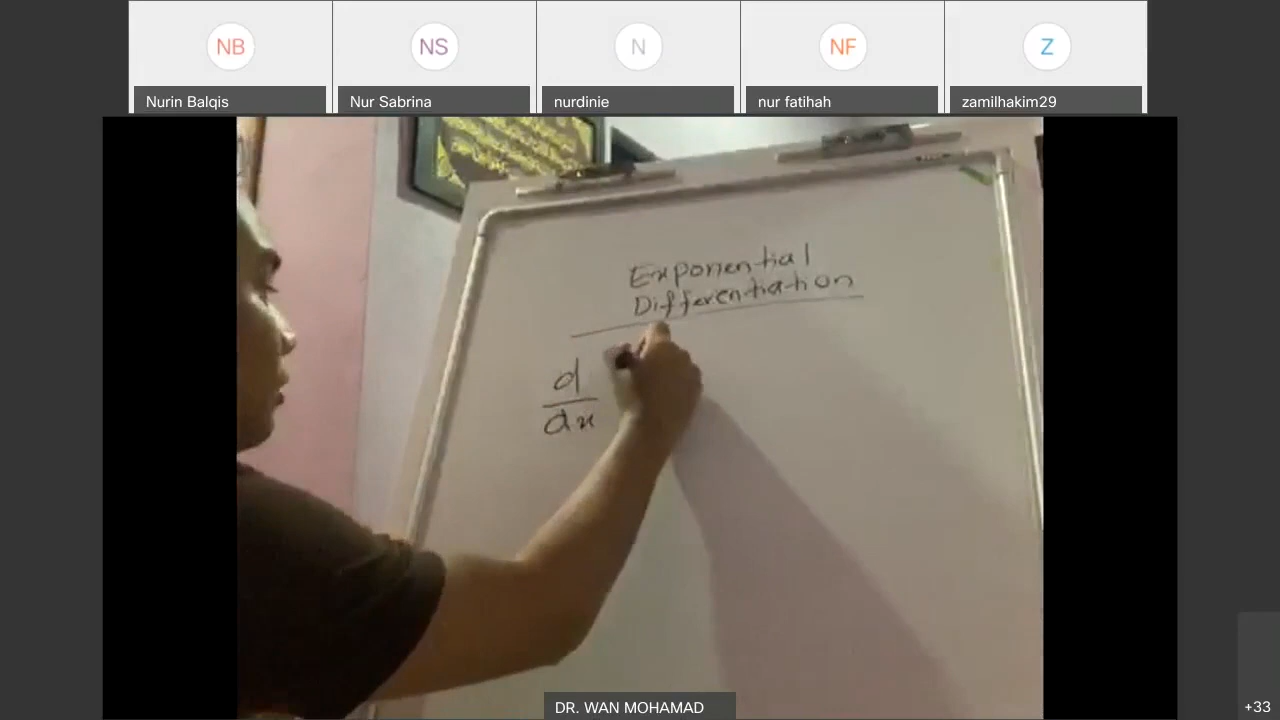 NB
NS
N
NF
Z
Nurin Balqis
Nur Sabrina
nurdinie
nur fatihah
zamilhakim29
Exponential
Differentiation
d
dx
DR. WAN MOHAMAD
+33